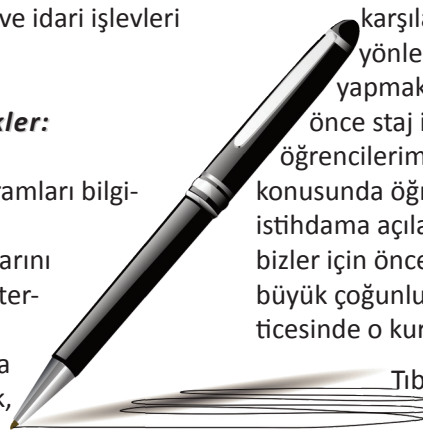 ve idari işlevleri
kler:
ramları bilgi-
arını
ter-
a
k,
karşıla
yönle
yapmak
önce staj i
öğrencilerim
konusunda öğr
istihdama açıla
bizler için önce
büyük çoğunlu
ticesinde o kur
Tıb